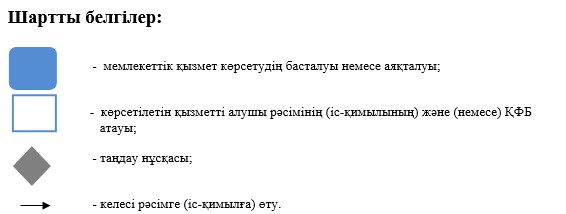 Шартты белгілер:
- мемлекеттік қызмет көрсетудің басталуы немесе аяқталуы;
- көрсетілетін қызметті алушы рәсімінің (іс-қимылының) және (немесе) ҚФБ
атауы;
- таңдау нұсқасы;
- келесі рәсімге (іс-қимылға) өту.